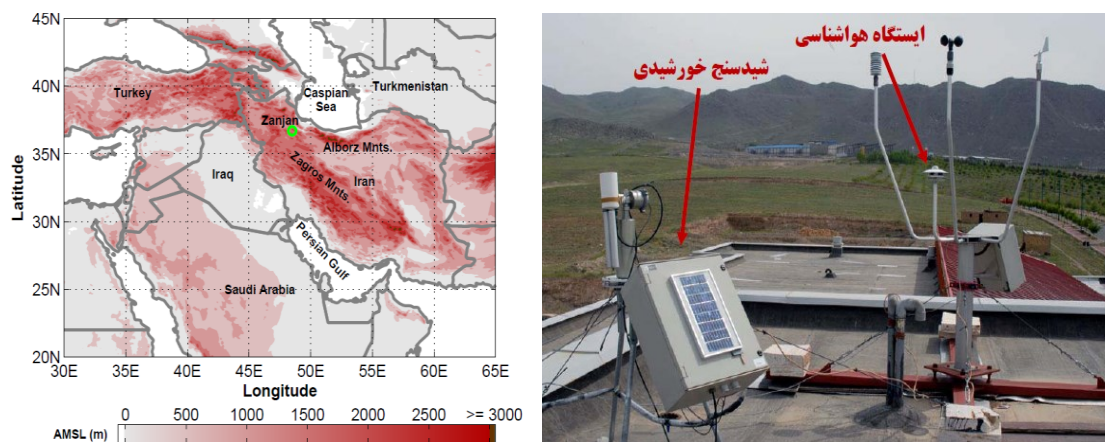 45N
40N
35N
30N
25N
20N
Latitude
Turkey
Caspian
Sea
Turkmenistan
Zanjan
Alborz Mnts.
Zagros Mnts.
Iraq
Iran
Persian Gulf
Saudi Arabia
30E 35E 40E 45E 50E 55E 60E 65E
Longitude
0 500 1000 1500 2000 2500 >= 3000
AMSL (m)
ایستگاه هواشناسی
شیدسنج خورشیدی